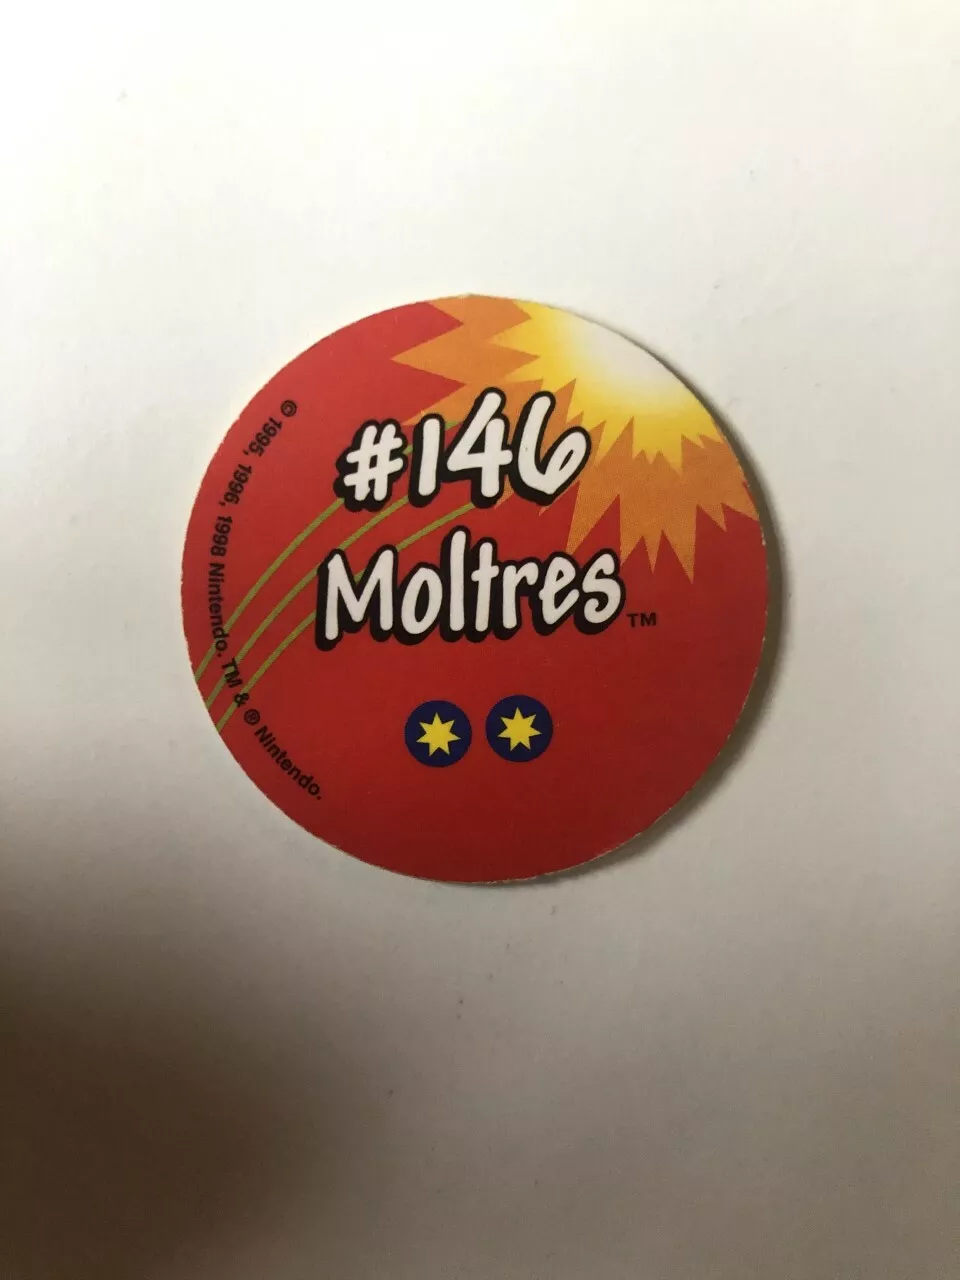 #146
Moltres™
© 1995, 1996, 1998 Nintendo. TM & ® Nintendo.